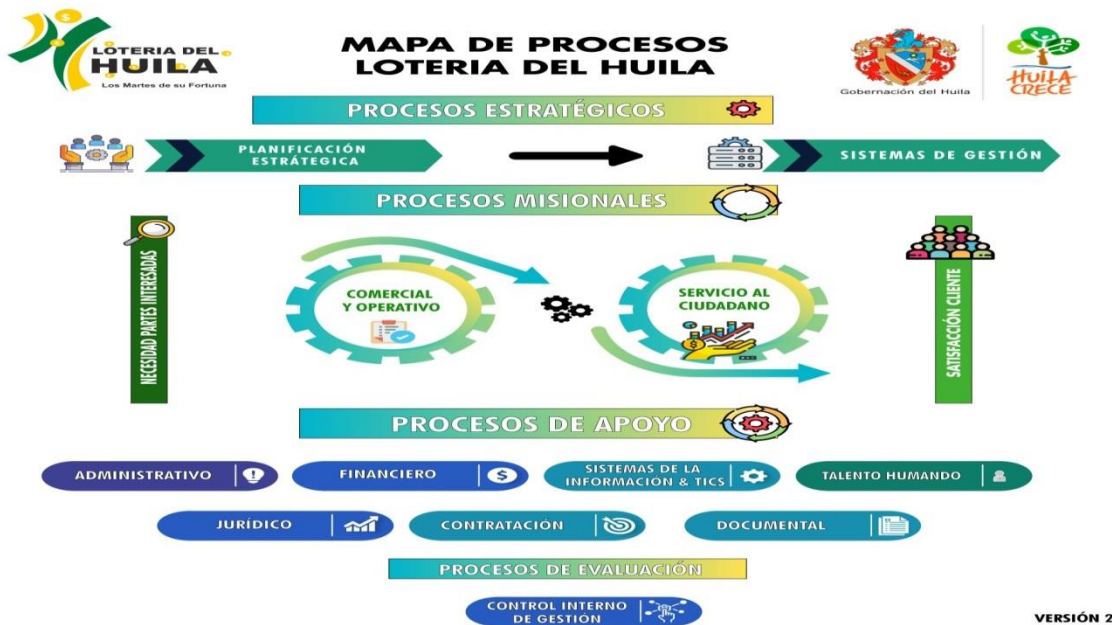 LOTERIA DEL
HUILA
Los Martes de su Fortuna
MAPA DE PROCESOS
LOTERIA DEL HUILA
Gobernación del Huila
HUILA
CRECE
PROCESOS ESTRATÉGICOS
PLANIFICACIÓN
ESTRÁTEGICA
SISTEMAS DE GESTIÓN
PROCESOS MISIONALES
NECESIDAD PARTES INTERESADAS
COMERCIAL
Y OPERATIVO
SERVICIO AL
CIUDADANO
SATISFACCIÓN CLIENTE
PROCESOS DE APOYO
ADMINISTRATIVO
FINANCIERO
SISTEMAS DE LA
INFORMACIÓN & TICS
TALENTO HUMANDO
JURÍDICO
CONTRATACIÓN
DOCUMENTAL
PROCESOS DE EVALUACIÓN
CONTROL INTERNO
DE GESTIÓN
VERSIÓN 2